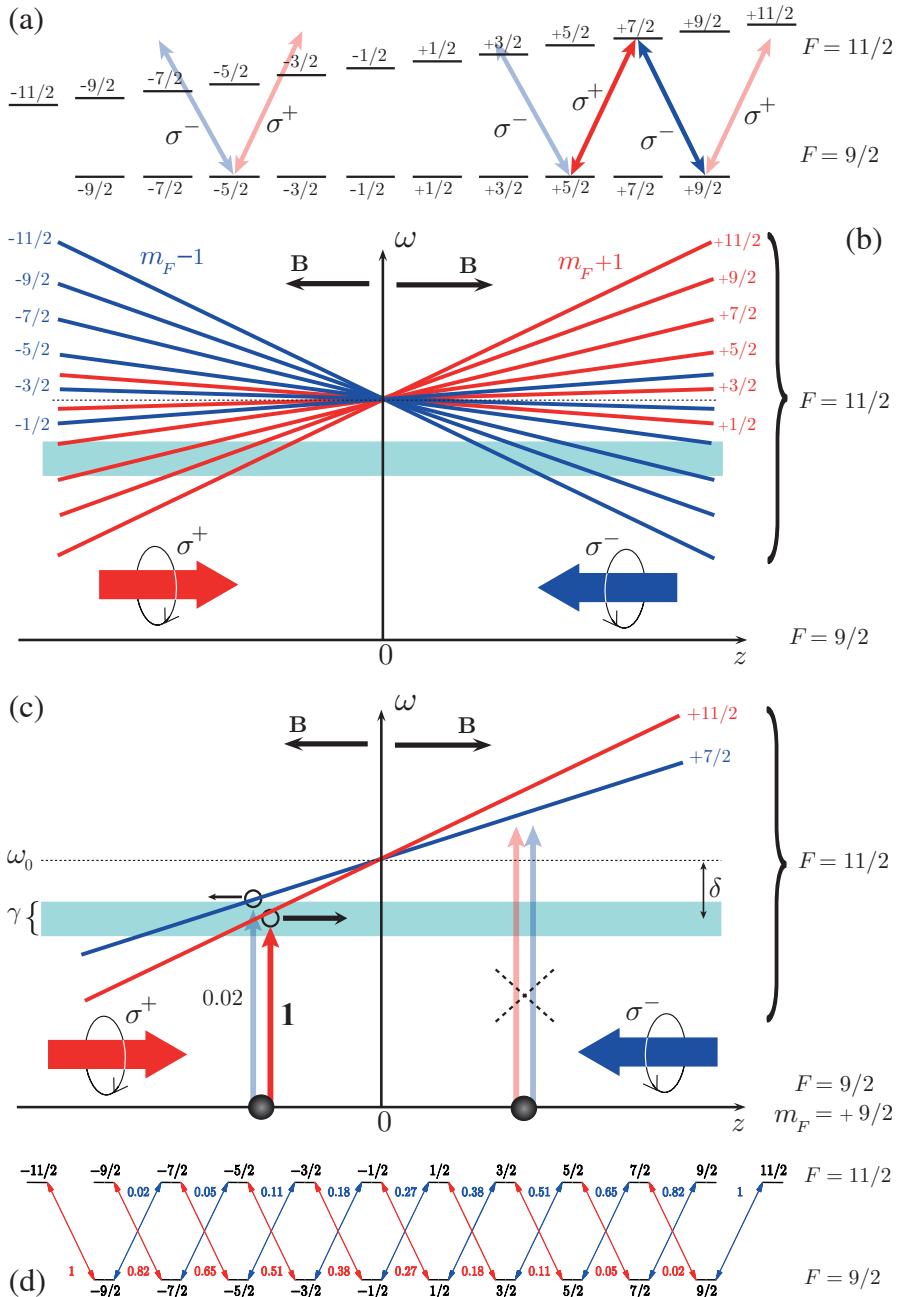 (a)
-11/2 -9/2 -7/2 -5/2 -3/2 -1/2 +1/2 +3/2 +5/2 +7/2 +9/2 +11/2 F = 11/2
σ⁻ σ⁺ σ⁺ σ⁻ σ⁺
F = 9/2
-9/2 -7/2 -5/2 -3/2 -1/2 +1/2 +3/2 +5/2 +7/2 +9/2
(b)
-11/2 m_F−1 ω m_F+1 +11/2
B B
-9/2 +9/2
-7/2 +7/2
-5/2 +5/2
-3/2 +3/2
F = 11/2
-1/2 +1/2
σ⁺ σ⁻
F = 9/2
0 z
(c)
ω
B B
+11/2
+7/2
ω₀
F = 11/2
δ
γ {
0.02 1
σ⁺ σ⁻
F = 9/2
m_F = + 9/2
0 z
−11/2 −9/2 −7/2 −5/2 −3/2 −1/2 1/2 3/2 5/2 7/2 9/2 11/2 F = 11/2
0.02 0.05 0.11 0.18 0.27 0.38 0.51 0.65 0.82 1
1 0.82 0.65 0.51 0.38 0.27 0.18 0.11 0.05 0.02
F = 9/2
(d)
−9/2 −7/2 −5/2 −3/2 −1/2 1/2 3/2 5/2 7/2 9/2